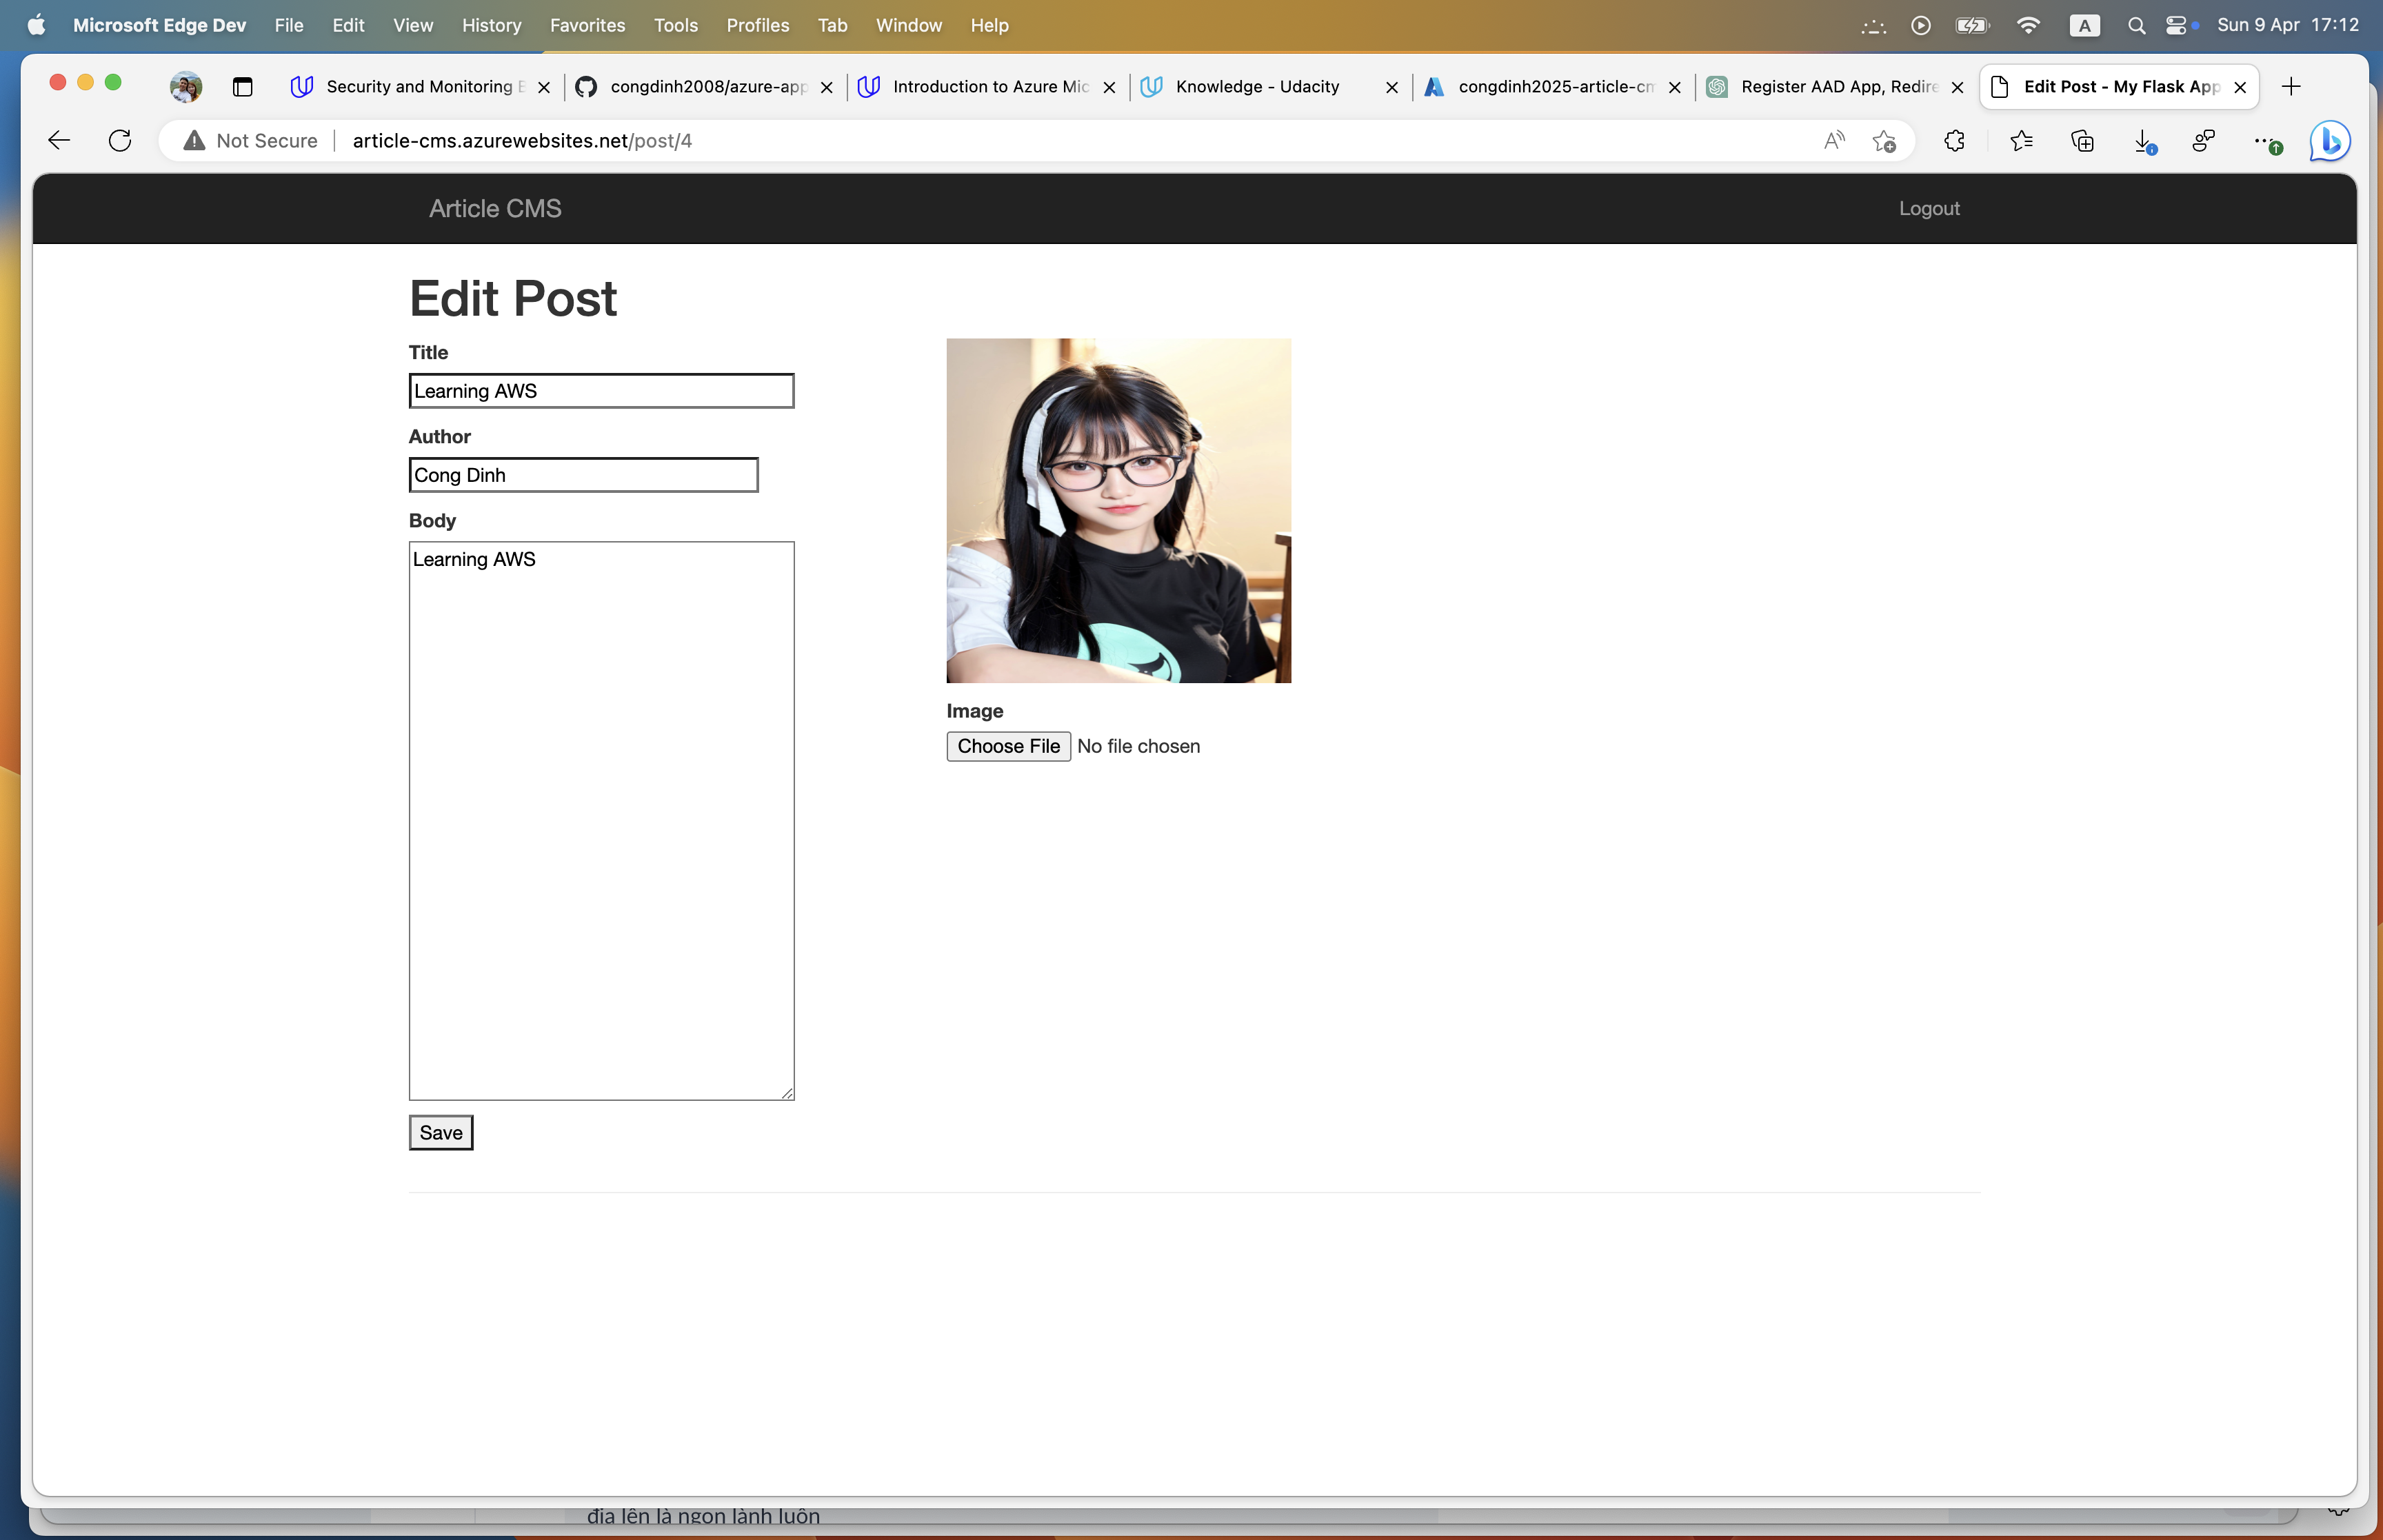 Microsoft Edge Dev File Edit View History Favorites Tools Profiles Tab Window Help A Sun 9 Apr 17:12
Security and Monitoring congdinh2008/azure-app Introduction to Azure Mic Knowledge - Udacity congdinh2025-article-cm Register AAD App, Redire Edit Post - My Flask App
Not Secure article-cms.azurewebsites.net/post/4
Article CMS Logout
Edit Post
Title
Learning AWS
Author
Cong Dinh
Body
Learning AWS
Image
Choose File No file chosen
Save
địa lên là ngon lành luôn